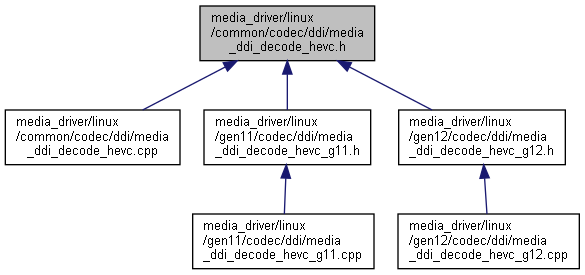 media_driver/linux
/common/codec/ddi/media
_ddi_decode_hevc.h
media_driver/linux
/common/codec/ddi/media
_ddi_decode_hevc.cpp
media_driver/linux
/gen11/codec/ddi/media
_ddi_decode_hevc_g11.h
media_driver/linux
/gen12/codec/ddi/media
_ddi_decode_hevc_g12.h
media_driver/linux
/gen11/codec/ddi/media
_ddi_decode_hevc_g11.cpp
media_driver/linux
/gen12/codec/ddi/media
_ddi_decode_hevc_g12.cpp